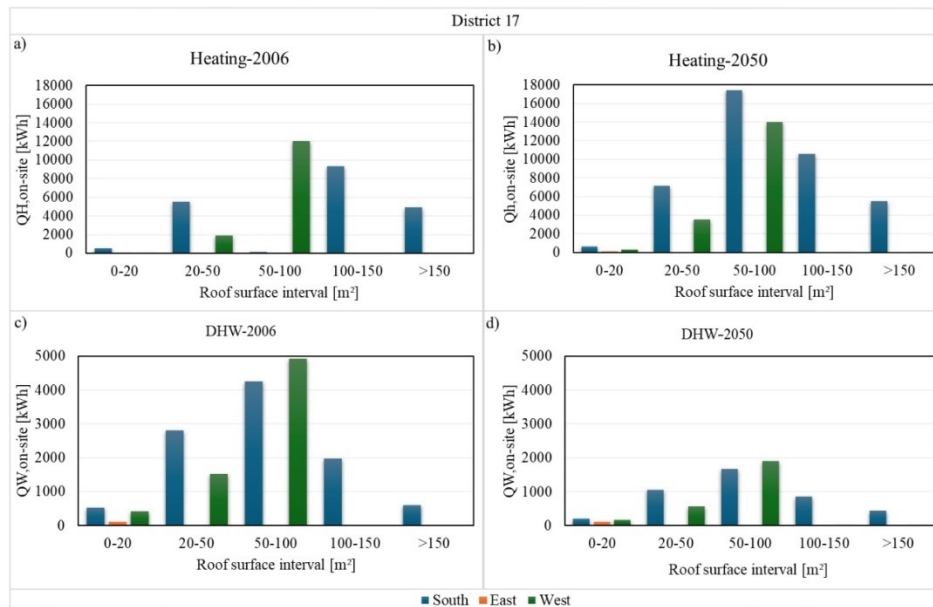 District 17
a)
Heating-2006
18000
16000
14000
12000
10000
8000
6000
4000
2000
0
QH,on-site [kWh]
0-20 20-50 50-100 100-150 >150
Roof surface interval [m²]
b)
Heating-2050
18000
16000
14000
12000
10000
8000
6000
4000
2000
0
Qh,on-site [kWh]
0-20 20-50 50-100 100-150 >150
Roof surface interval [m²]
c)
DHW-2006
5000
4000
3000
2000
1000
0
QW,on-site [kWh]
0-20 20-50 50-100 100-150 >150
Roof surface interval [m²]
d)
DHW-2050
5000
4000
3000
2000
1000
0
QW,on-site [kWh]
0-20 20-50 50-100 100-150 >150
Roof surface interval [m²]
South East West